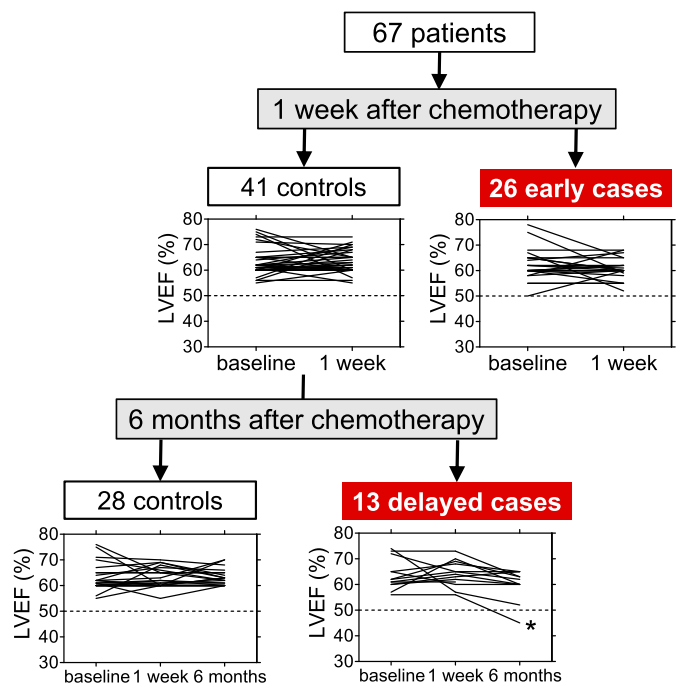 67 patients
1 week after chemotherapy
41 controls
26 early cases
LVEF (%)
80
70
60
50
40
30
baseline 1 week
LVEF (%)
80
70
60
50
40
30
baseline 1 week
6 months after chemotherapy
28 controls
13 delayed cases
LVEF (%)
80
70
60
50
40
30
baseline 1 week 6 months
LVEF (%)
80
70
60
50
40
30
*
baseline 1 week 6 months